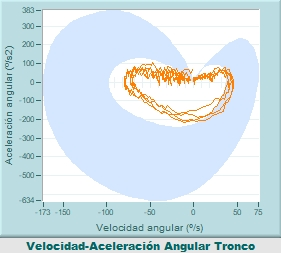 383
300
200
100
0
-100
-200
-300
-400
-500
-634
Aceleración angular (º/s2)
-173 -150 -100 -50 0 50 75
Velocidad angular (º/s)
Velocidad-Aceleración Angular Tronco